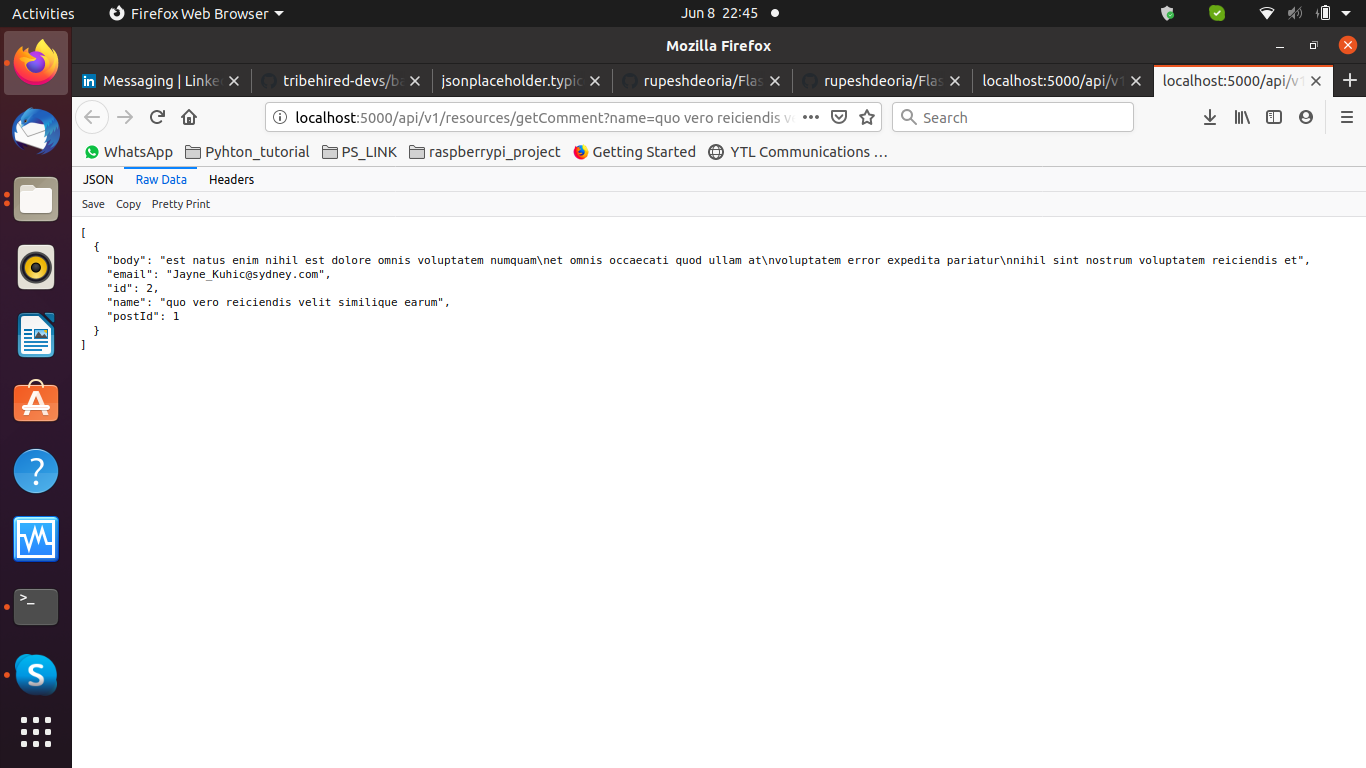 Activities Firefox Web Browser Jun 8 22:45
Mozilla Firefox
Messaging | Linke tribehired-devs/ba jsonplaceholder.typic rupeshdeoria/Flas rupeshdeoria/Flas localhost:5000/api/v1 localhost:5000/api/v1
localhost:5000/api/v1/resources/getComment?name=quo vero reiciendis v Search
WhatsApp Pyhton_tutorial PS_LINK raspberrypi_project Getting Started YTL Communications …
JSON Raw Data Headers
Save Copy Pretty Print
[
{
"body": "est natus enim nihil est dolore omnis voluptatem numquam\net omnis occaecati quod ullam at\nvoluptatem error expedita pariatur\nnihil sint nostrum voluptatem reiciendis et",
"email": "Jayne_Kuhic@sydney.com",
"id": 2,
"name": "quo vero reiciendis velit similique earum",
"postId": 1
}
]